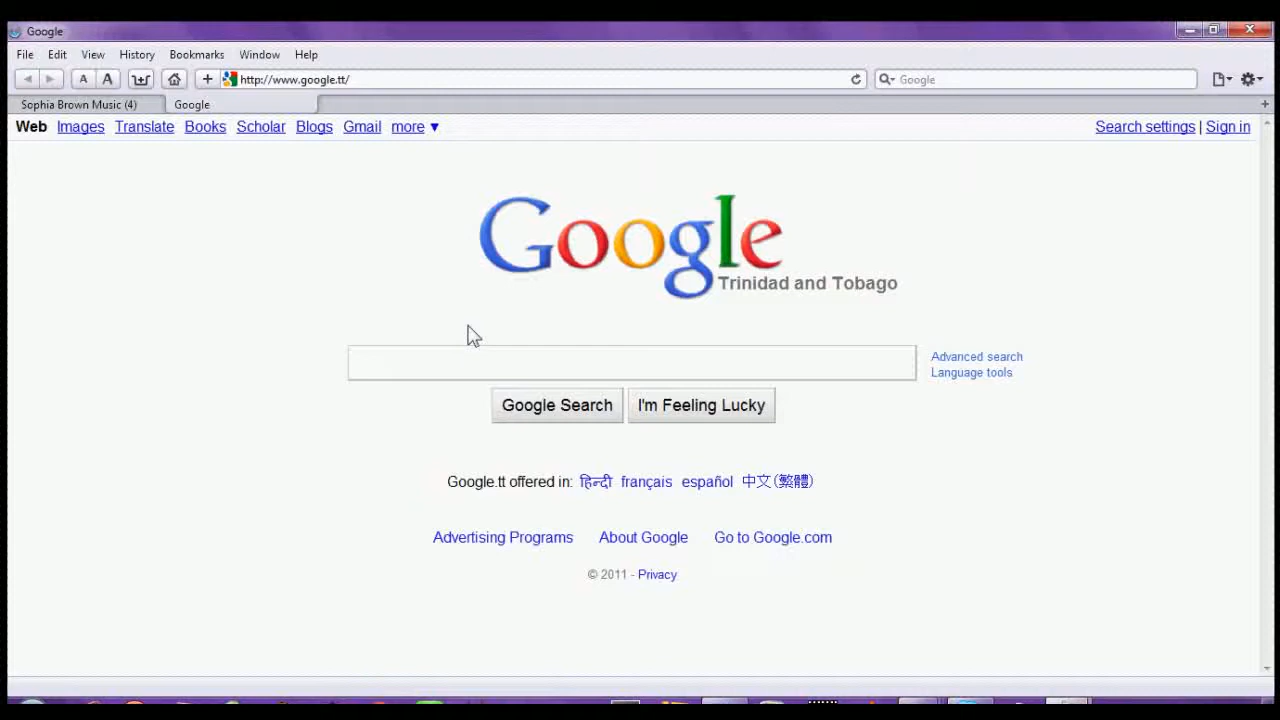 Google
File Edit View History Bookmarks Window Help
A A + http://www.google.tt/ Google
Sophia Brown Music (4) Google +
Web Images Translate Books Scholar Blogs Gmail more ▼ Search settings | Sign in
Google
Trinidad and Tobago
Advanced search
Language tools
Google Search I'm Feeling Lucky
Google.tt offered in: हिन्दी français español 中文(繁體)
Advertising Programs About Google Go to Google.com
© 2011 - Privacy